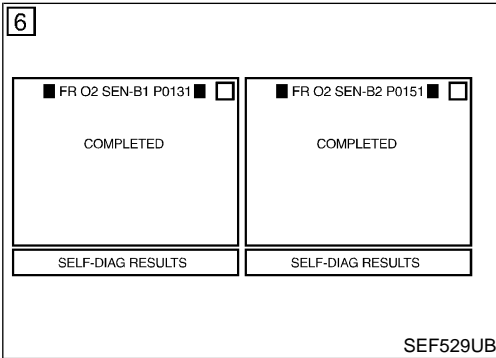 6
FR O2 SEN-B1 P0131
COMPLETED
SELF-DIAG RESULTS
FR O2 SEN-B2 P0151
COMPLETED
SELF-DIAG RESULTS
SEF529UB